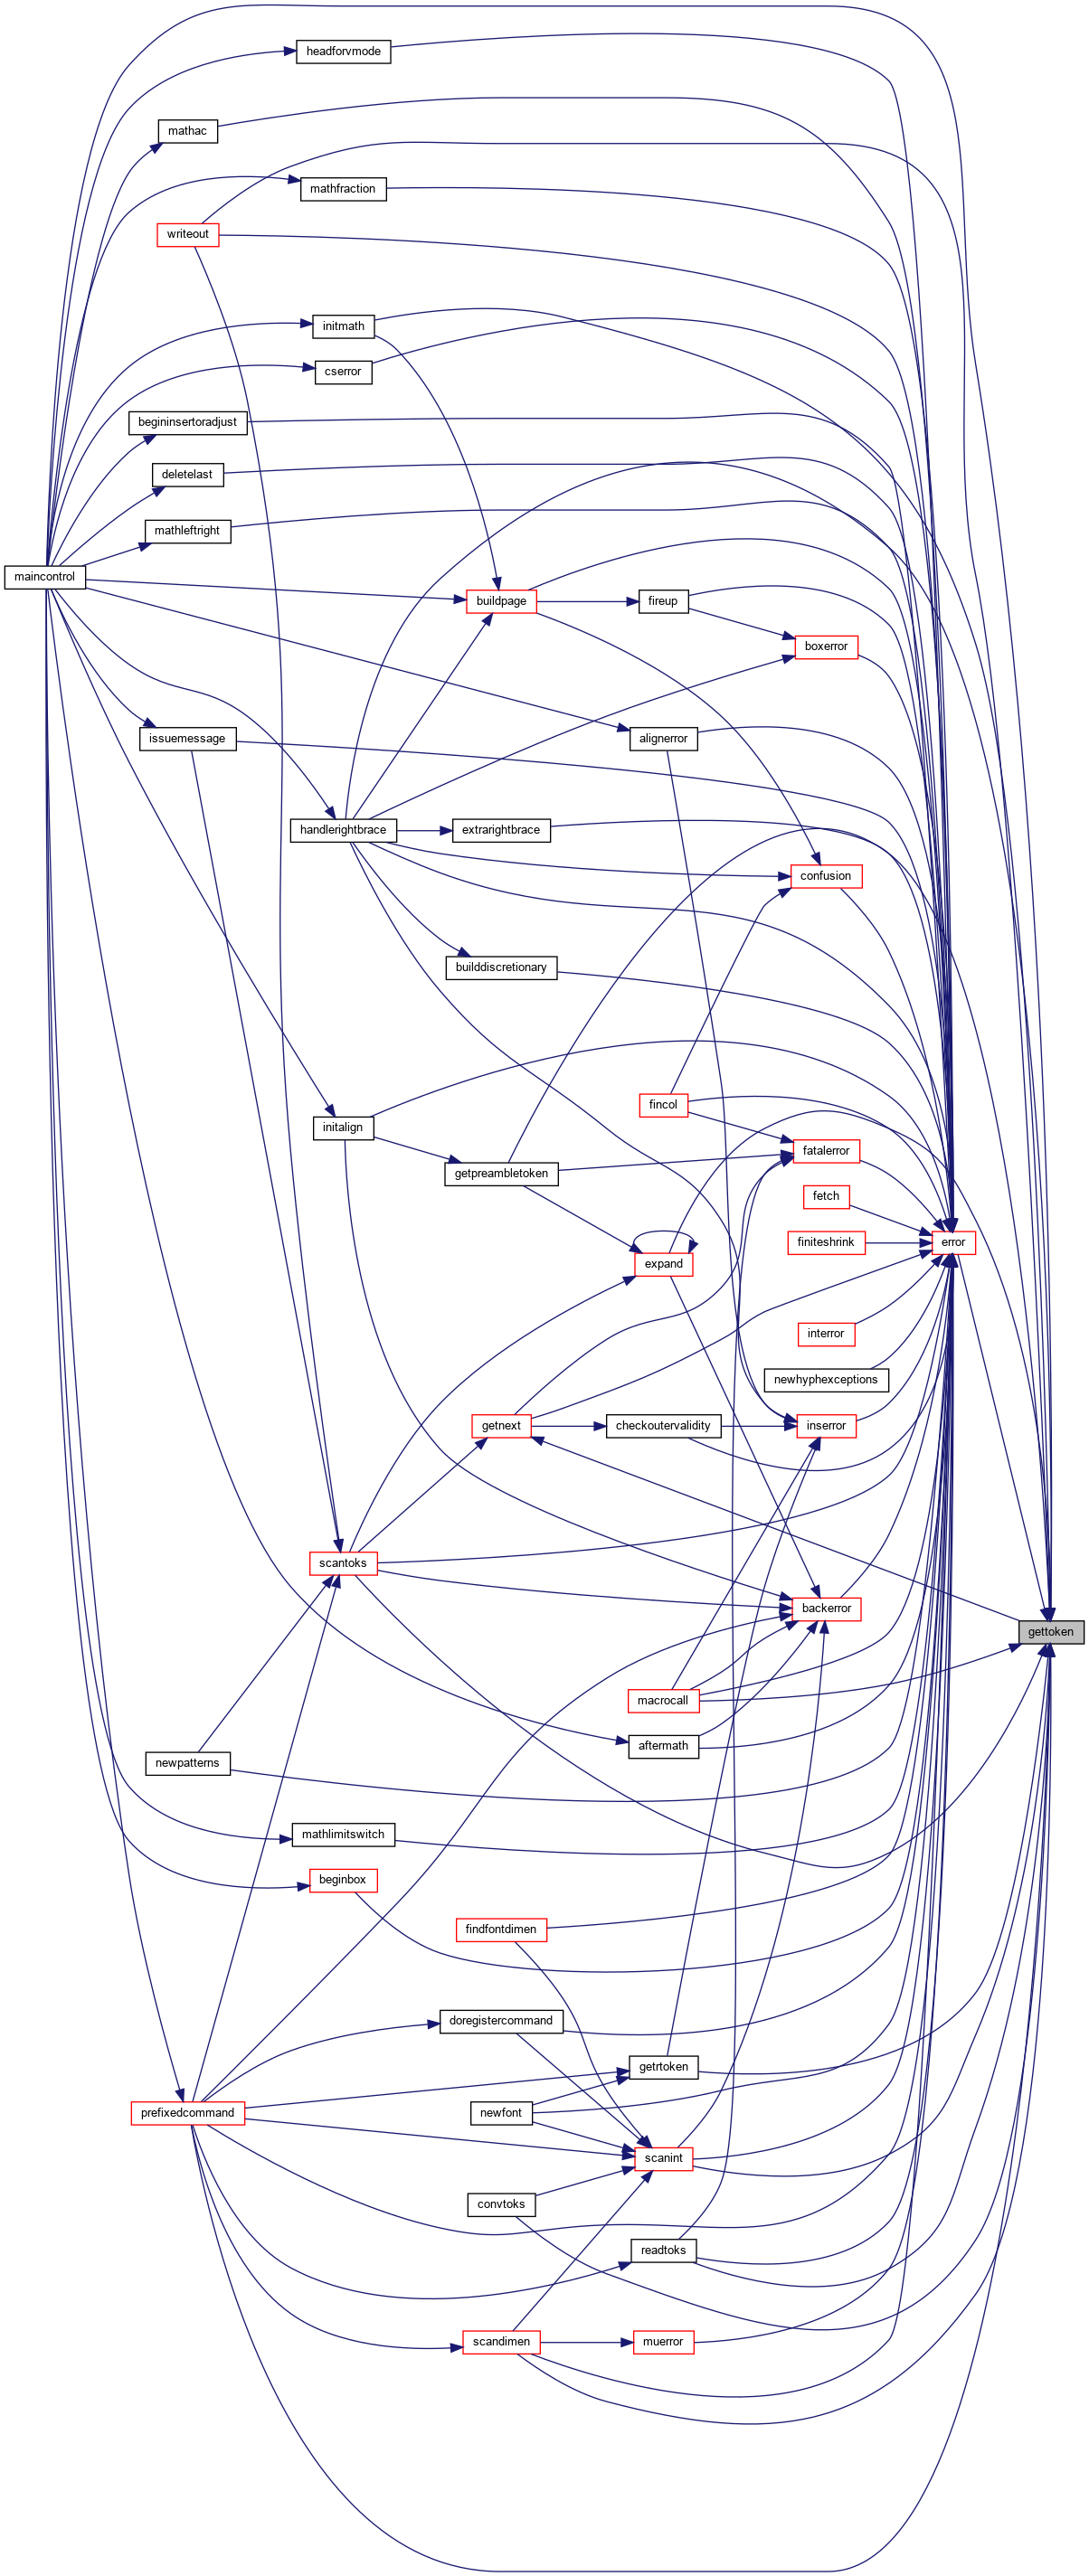 headforvmode
mathac
mathfraction
writeout
initmath
cserror
begininsertoradjust
deletelast
mathleftright
maincontrol
buildpage
fireup
boxerror
issuemessage
alignerror
handlerightbrace
extrarightbrace
confusion
builddiscretionary
fincol
initalign
fatalerror
getpreambletoken
fetch
error
finiteshrink
expand
interror
newhyphexceptions
getnext
checkoutervalidity
inserror
scantoks
backerror
gettoken
macrocall
aftermath
newpatterns
mathlimitswitch
beginbox
findfontdimen
doregistercommand
getrtoken
prefixedcommand
newfont
scanint
convtoks
readtoks
scandimen
muerror